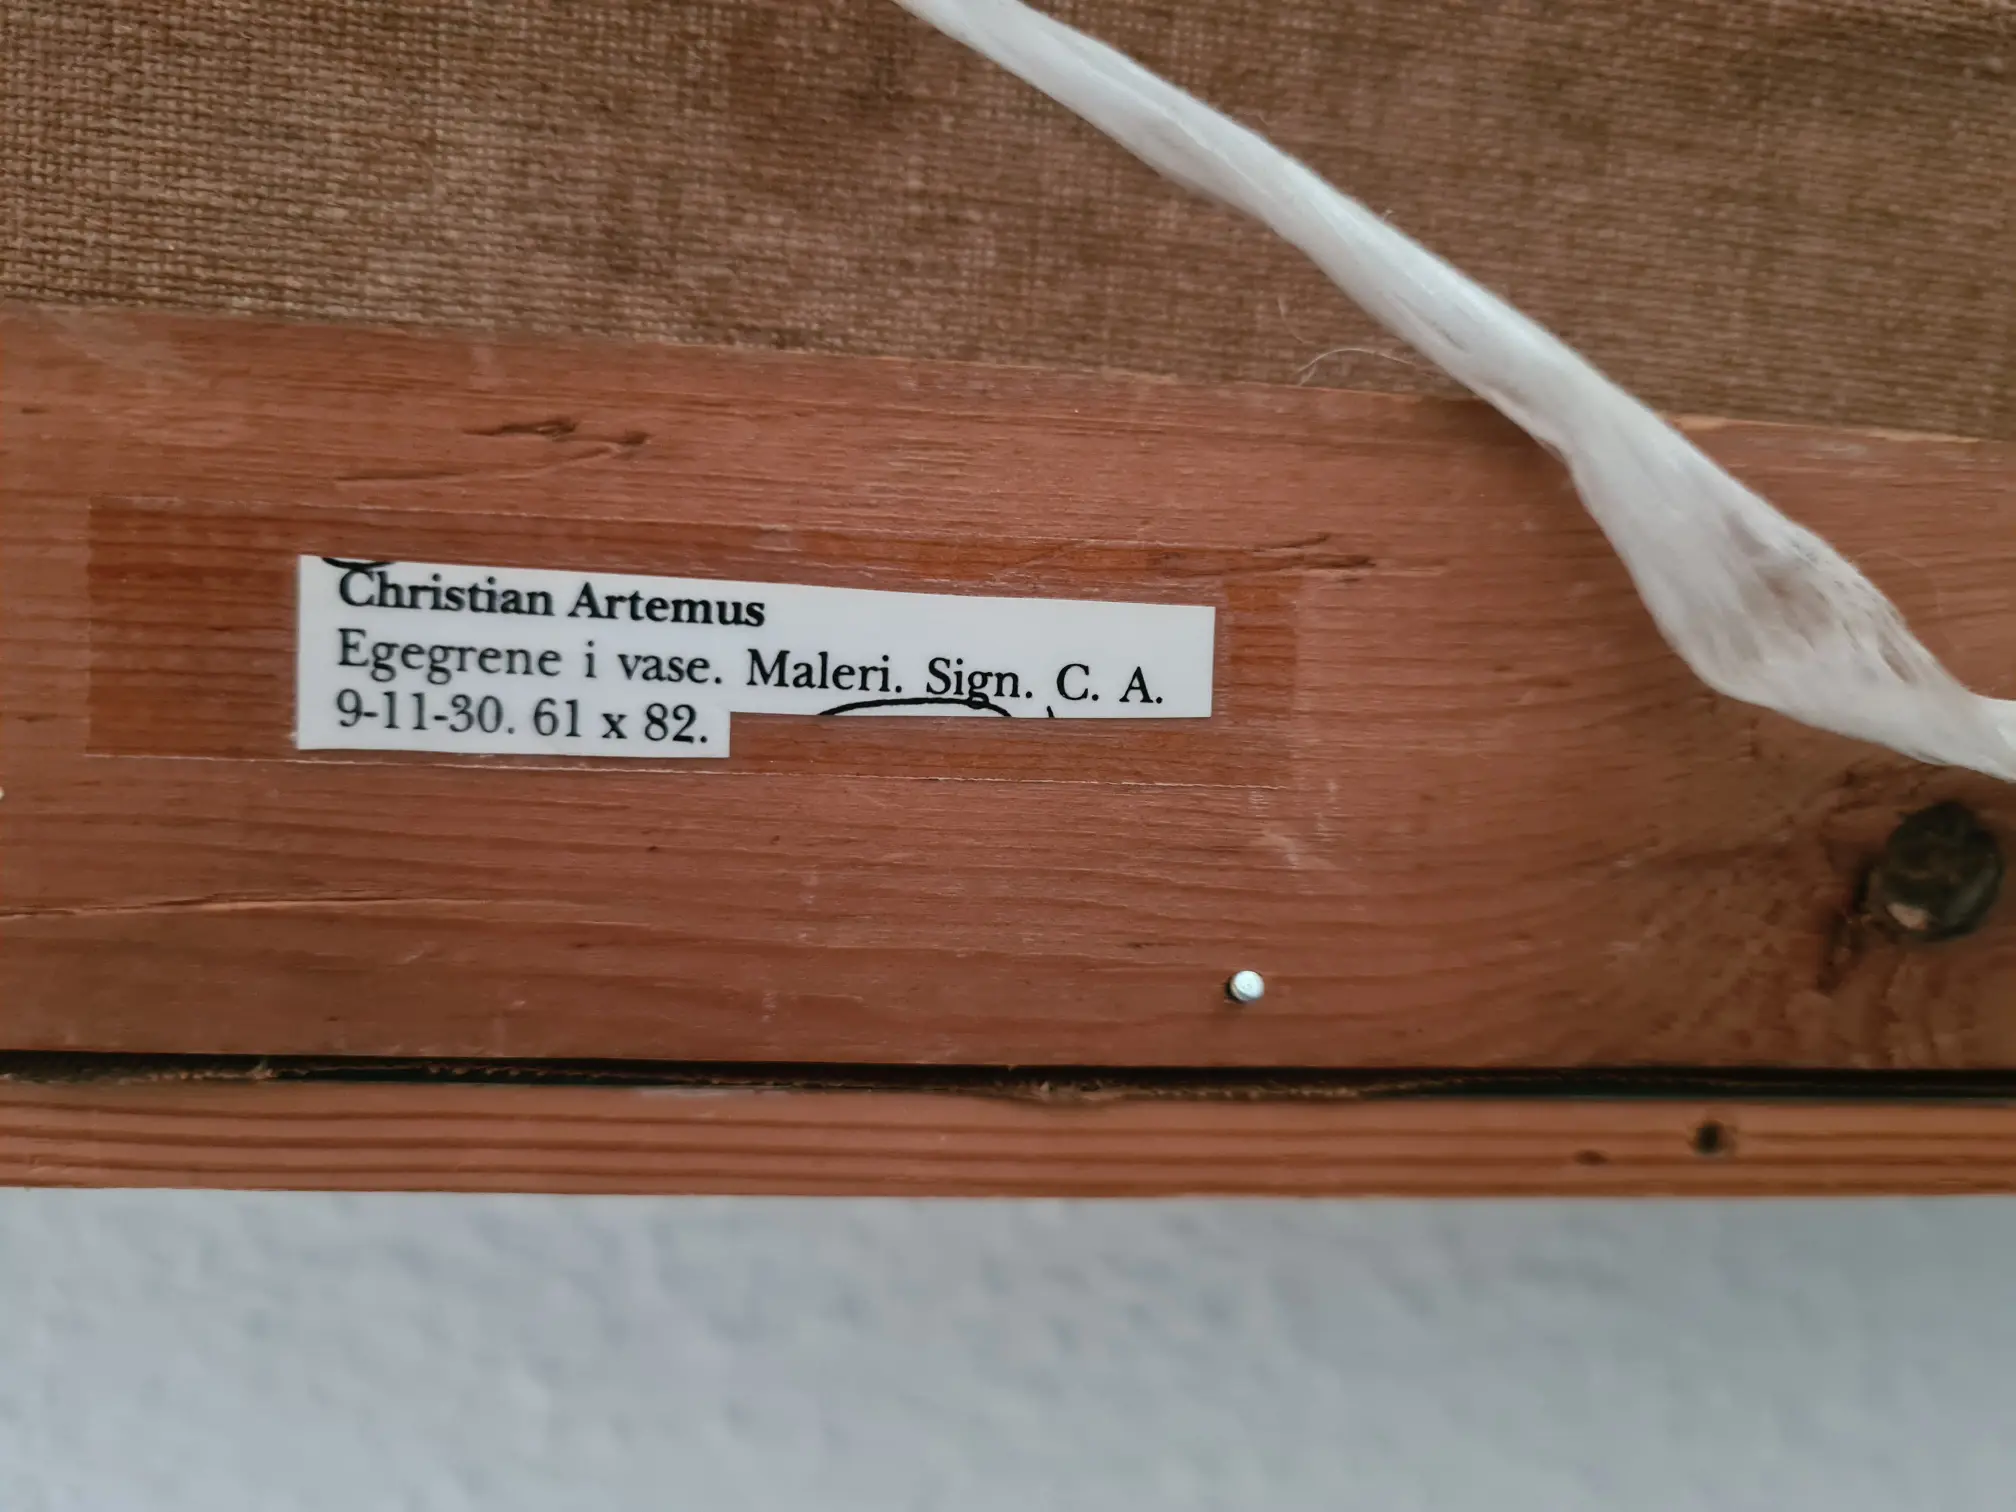 Christian Artemus
Egegrene i vase. Maleri. Sign. C. A.
9-11-30. 61 x 82.